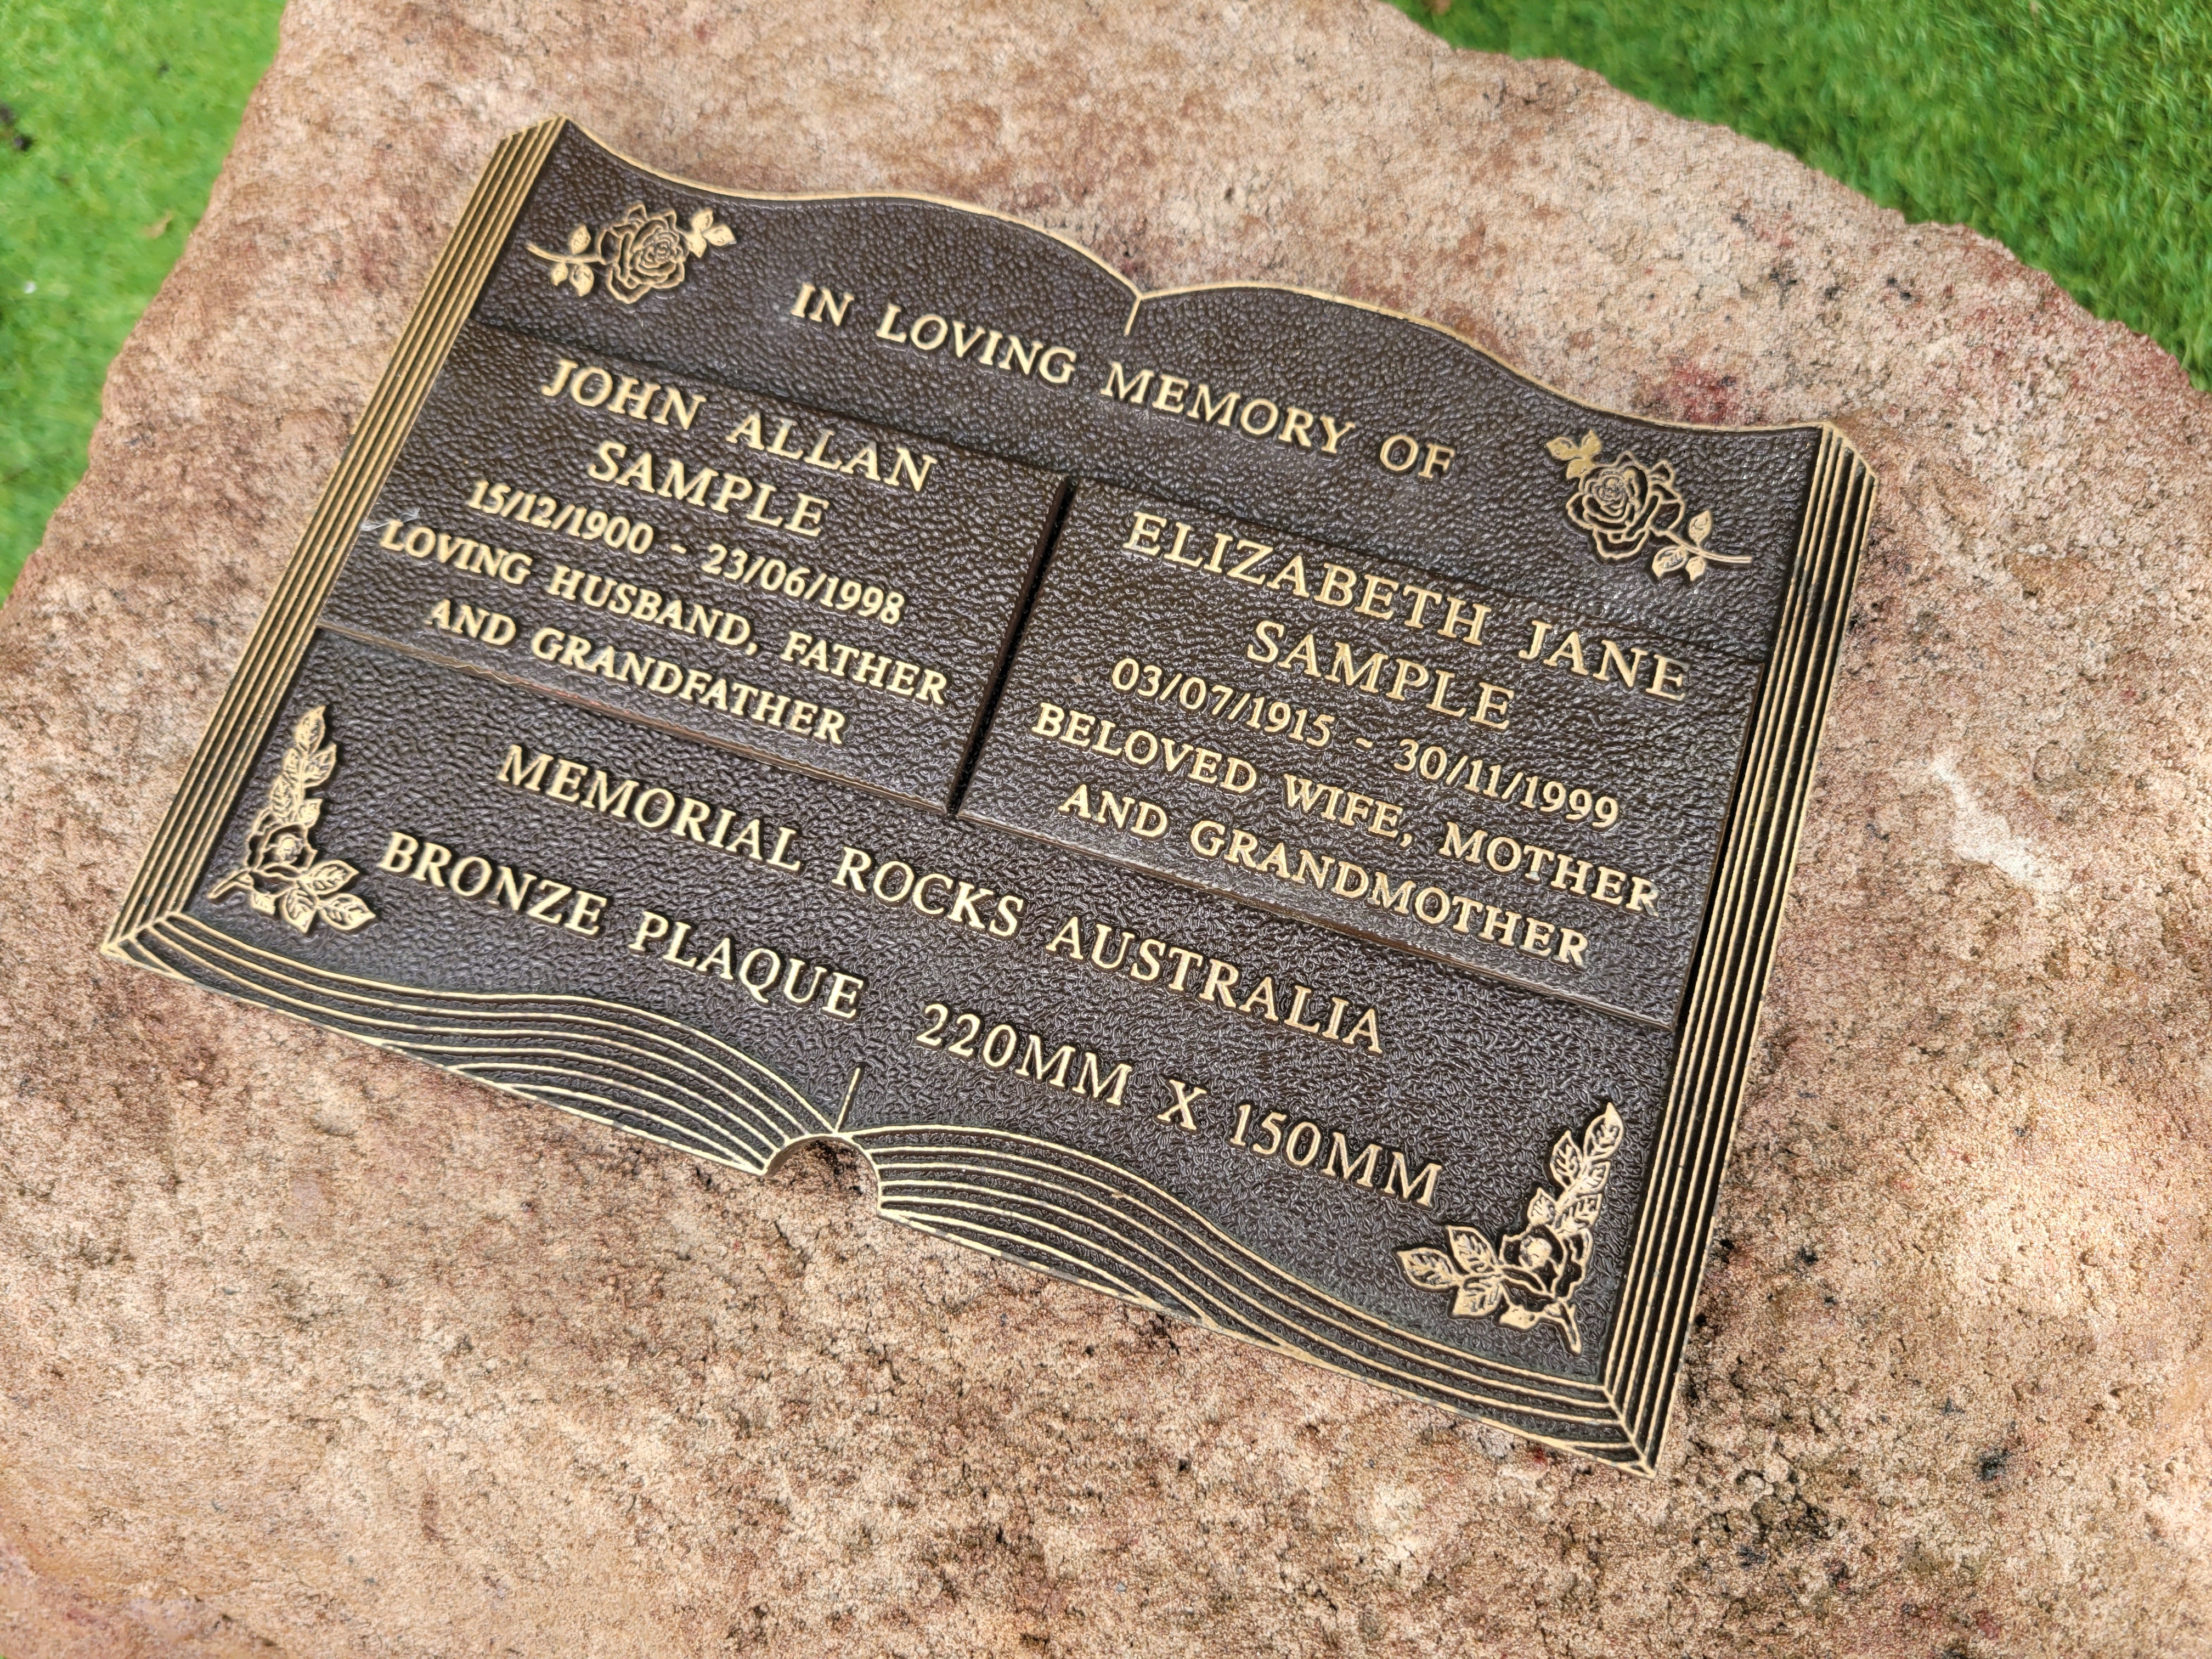 IN LOVING MEMORY OF
JOHN ALLAN
SAMPLE
15/12/1900 - 23/06/1998
LOVING HUSBAND, FATHER
AND GRANDFATHER
ELIZABETH JANE
SAMPLE
03/07/1915 - 30/11/1999
BELOVED WIFE, MOTHER
AND GRANDMOTHER
MEMORIAL ROCKS AUSTRALIA
BRONZE PLAQUE 220MM X 150MM